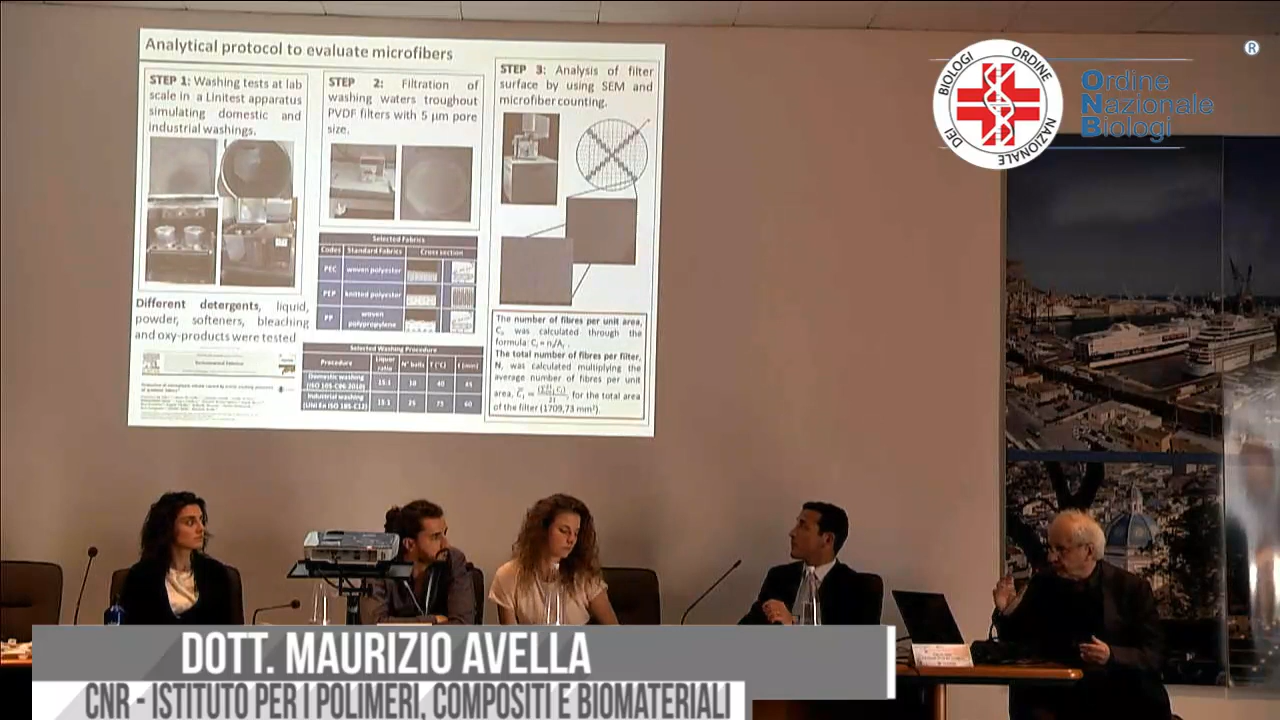 Analytical protocol to evaluate microfibers
STEP 1: Washing tests at lab
scale in a Linitest apparatus
simulating domestic and
industrial washings.
Different detergents, liquid,
powder, softeners, bleaching
and oxy-products were tested
STEP 2: Filtration of
washing waters troughout
PVDF filters with 5 µm pore
size.
Selected Fabrics
Codes Standard Fabrics Cross section
PEC woven polyester
PEP knitted polyester
PP woven
polypropylene
Selected Washing Procedure
Procedure Liquor
ratio N° balls T (°C) t (min)
Domestic washing 15:1 10 40 45
Industrial washing 15:1 25 75 60
STEP 3: Analysis of filter
surface by using SEM and
microfiber counting.
The number of fibres per unit area,
was calculated through the
formula:
The total number of fibres per filter,
N, was calculated multiplying the
average number of fibres per unit
area, for the total area
of the filter (1709,73 mm²).
ORDINE
NAZIONALE
DEI
BIOLOGI
®
Ordine
Nazionale
Biologi
DOTT. MAURIZIO AVELLA
CNR - ISTITUTO PER I POLIMERI, COMPOSITI E BIOMATERIALI